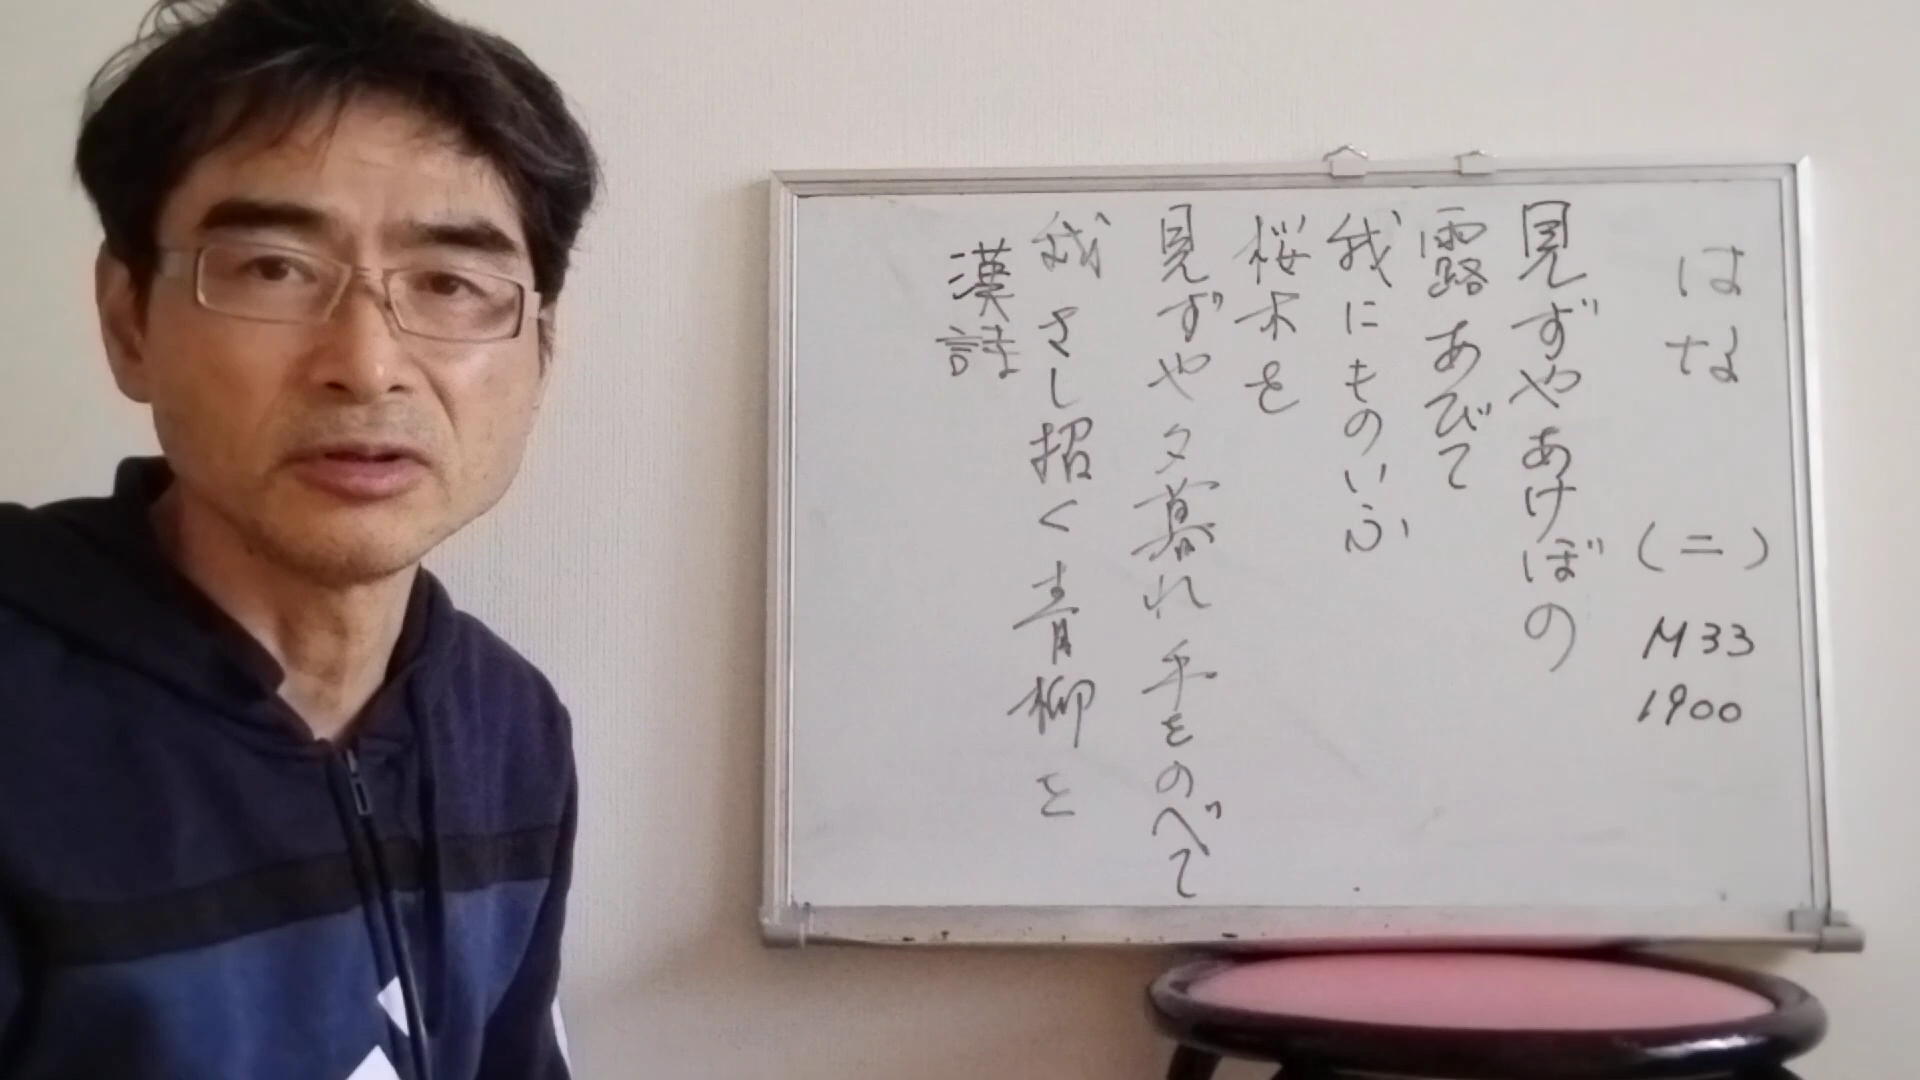 はな (二) M33 1900
見ずやあけぼの
露あびて
我にものいふ
桜木を
見ずや夕暮れ手をのべて
我さし招く青柳を
漢詩